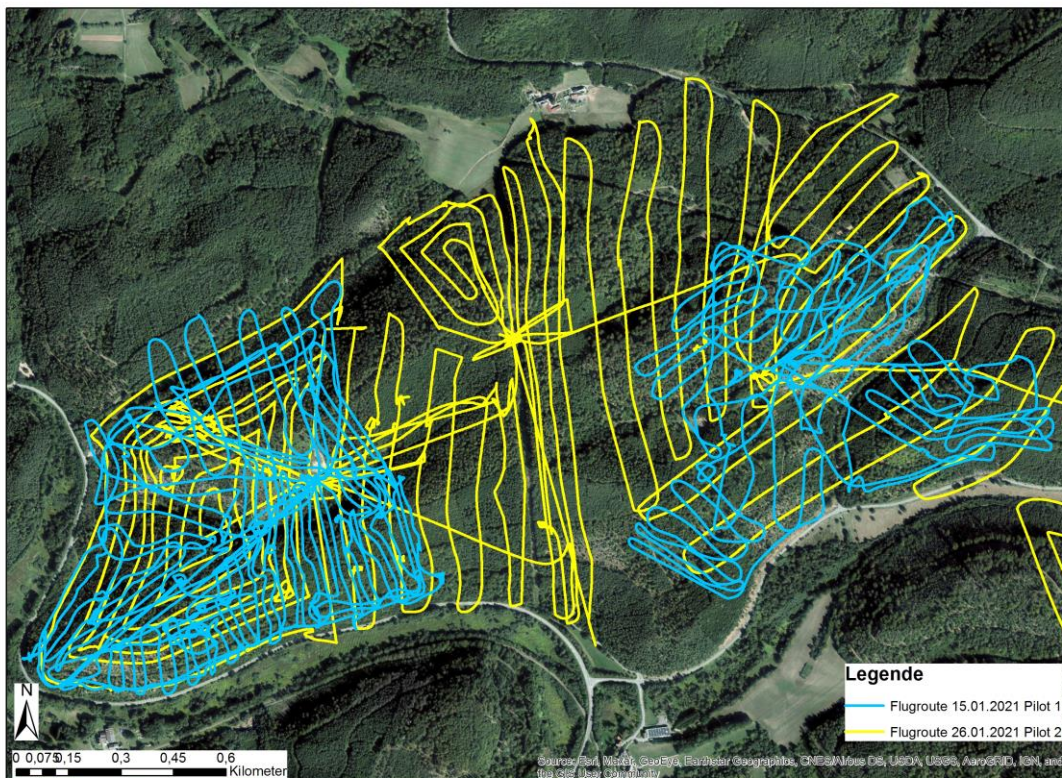 Legende
Flugroute 15.01.2021 Pilot 1
Flugroute 26.01.2021 Pilot 2
N
0 0,075 0,15 0,3 0,45 0,6
Kilometer
Source: Esri, Maxar, GeoEye, Earthstar Geographics, CNES/Airbus DS, USDA, USGS, AeroGRID, IGN, and
the GIS User Community